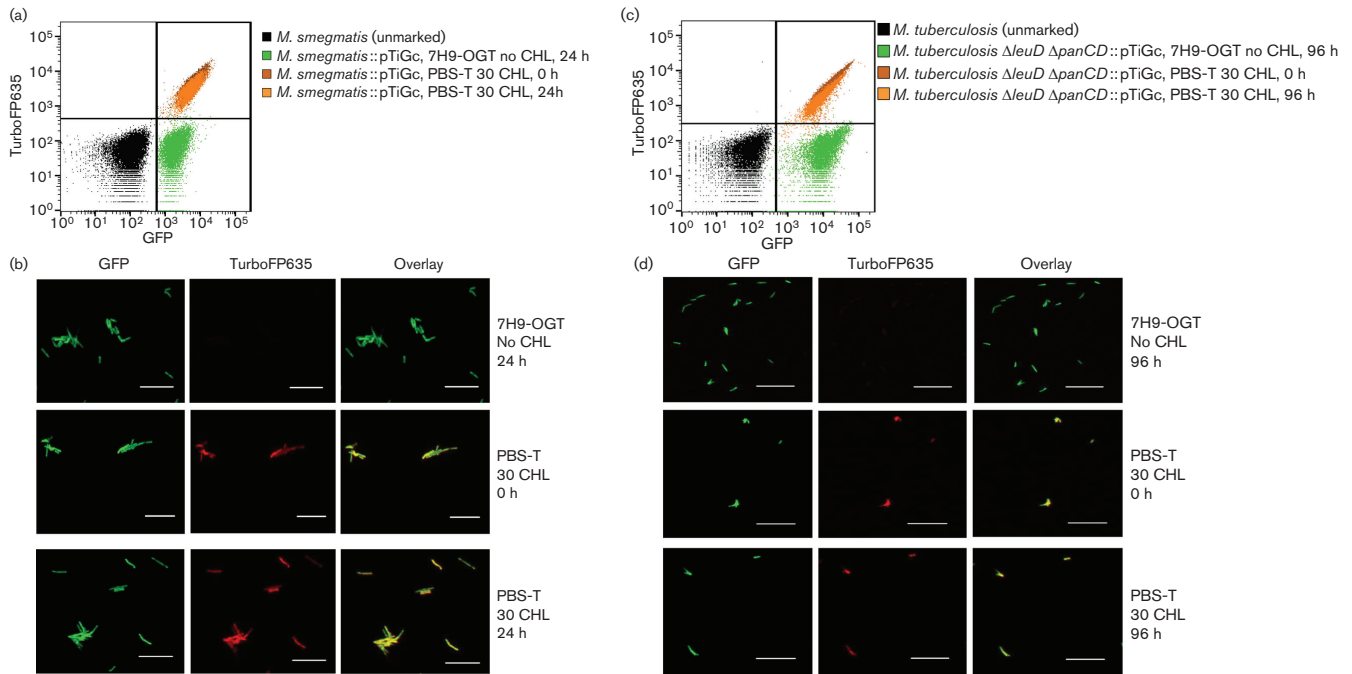 (a)
M. smegmatis (unmarked)
M. smegmatis::pTiGc, 7H9-OGT no CHL, 24 h
M. smegmatis::pTiGc, PBS-T 30 CHL, 0 h
M. smegmatis::pTiGc, PBS-T 30 CHL, 24h
TurboFP635
10⁵
10⁴
10³
10²
10¹
10⁰
10⁰ 10¹ 10² 10³ 10⁴ 10⁵
GFP
(b)
GFP TurboFP635 Overlay
7H9-OGT
No CHL
24 h
PBS-T
30 CHL
0 h
PBS-T
30 CHL
24 h
(c)
M. tuberculosis (unmarked)
M. tuberculosis ΔleuD ΔpanCD::pTiGc, 7H9-OGT no CHL, 96 h
M. tuberculosis ΔleuD ΔpanCD::pTiGc, PBS-T 30 CHL, 0 h
M. tuberculosis ΔleuD ΔpanCD::pTiGc, PBS-T 30 CHL, 96 h
TurboFP635
10⁵
10⁴
10³
10²
10¹
10⁰
10⁰ 10¹ 10² 10³ 10⁴ 10⁵
GFP
(d)
GFP TurboFP635 Overlay
7H9-OGT
No CHL
96 h
PBS-T
30 CHL
0 h
PBS-T
30 CHL
96 h